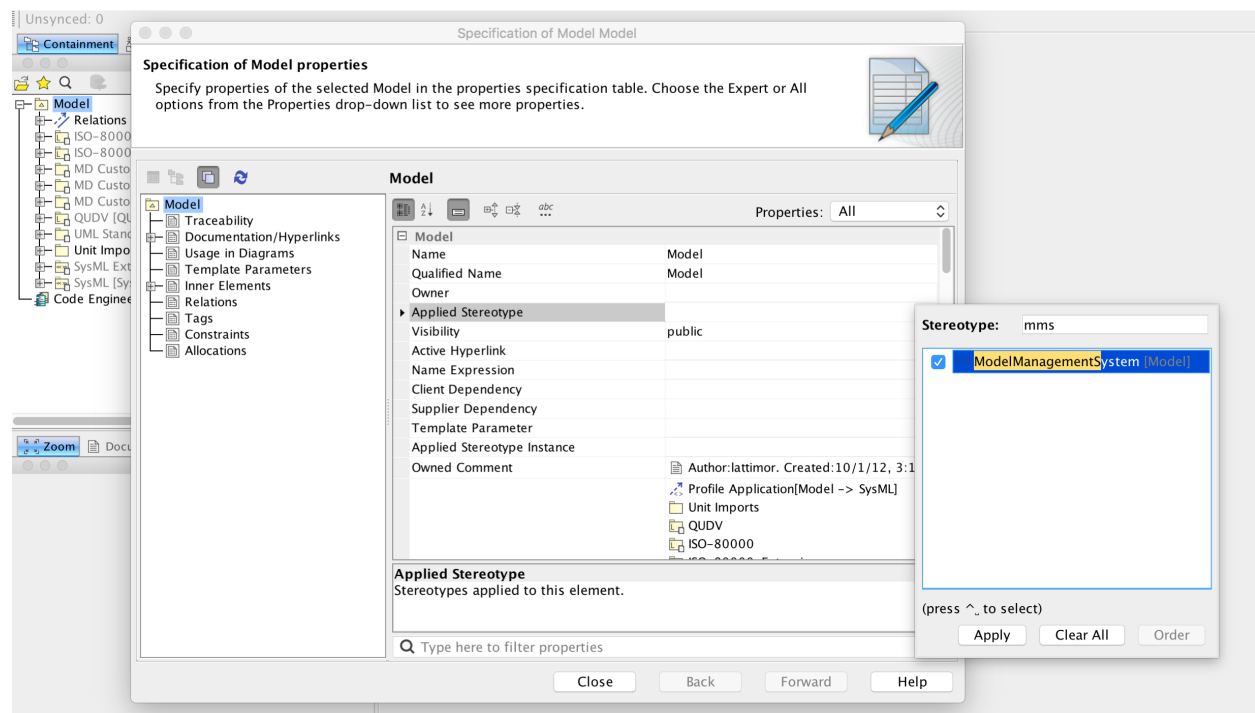 Unsynced: 0
Containment
Model
Relations
ISO-8000
ISO-8000
MD Custo
MD Custo
MD Custo
QUDV [QU
UML Stand
Unit Impo
SysML Ext
SysML [Sys
Code Enginee
Zoom
Docu
Specification of Model Model
Specification of Model properties
Specify properties of the selected Model in the properties specification table. Choose the Expert or All
options from the Properties drop-down list to see more properties.
Model
Traceability
Documentation/Hyperlinks
Usage in Diagrams
Template Parameters
Inner Elements
Relations
Tags
Constraints
Allocations
Model
abc
Properties: All
Model
Name Model
Qualified Name Model
Owner
Applied Stereotype
Visibility public
Active Hyperlink
Name Expression
Client Dependency
Supplier Dependency
Template Parameter
Applied Stereotype Instance
Owned Comment Author:lattimor. Created:10/1/12, 3:1
Profile Application[Model -> SysML]
Unit Imports
QUDV
ISO-80000
Applied Stereotype
Stereotypes applied to this element.
Type here to filter properties
Close Back Forward Help
Stereotype: mms
ModelManagementSystem [Model]
(press ^␣ to select)
Apply Clear All Order